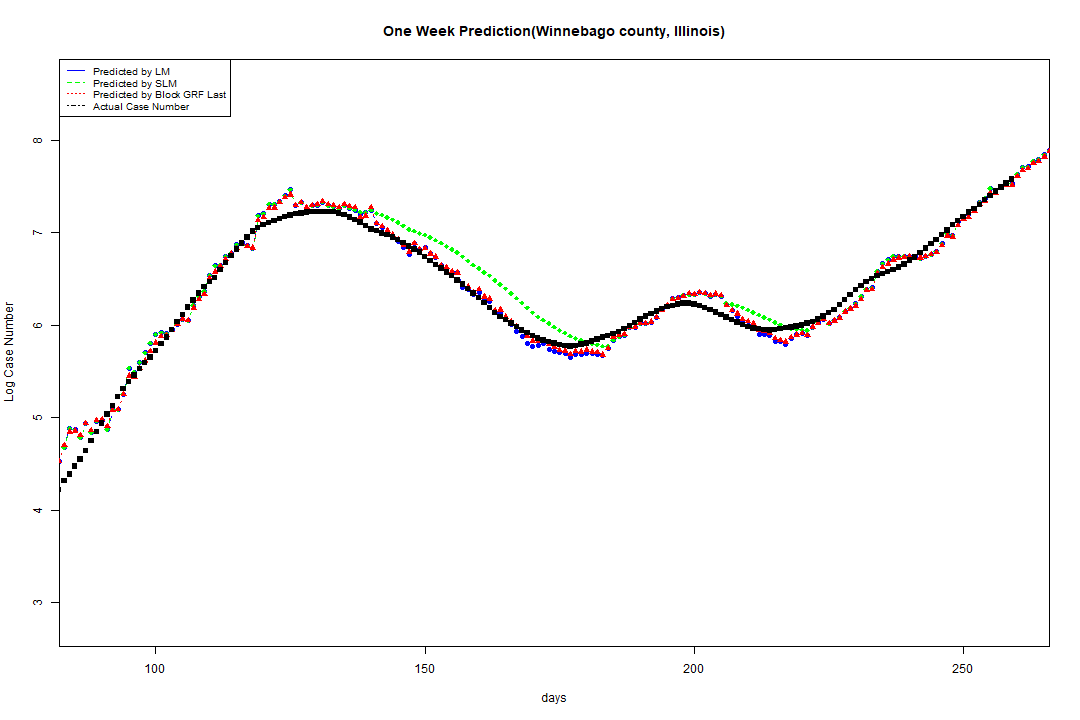 One Week Prediction(Winnebago county, Illinois)
Predicted by LM
Predicted by SLM
Predicted by Block GRF Last
Actual Case Number
8
7
6
5
4
3
Log Case Number
100 150 200 250
days